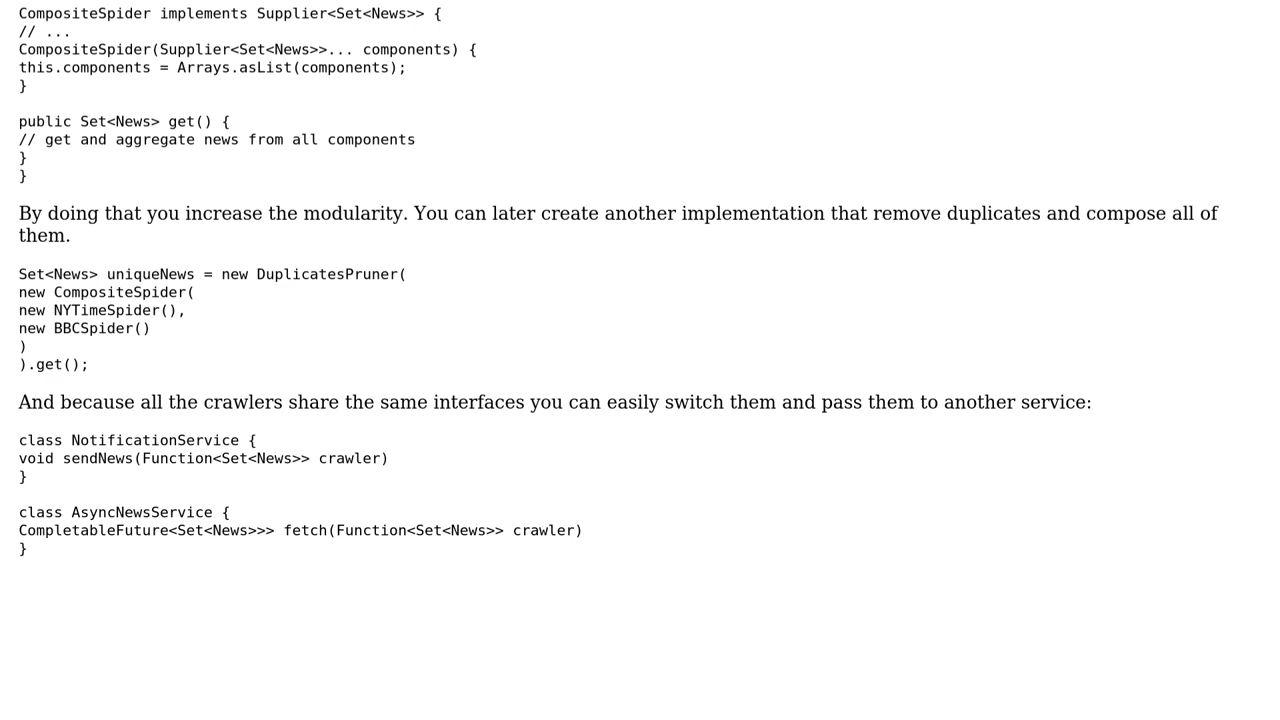 CompositeSpider implements Supplier<Set<News>> {
// ...
CompositeSpider(Supplier<Set<News>>... components) {
this.components = Arrays.asList(components);
}
public Set<News> get() {
// get and aggregate news from all components
}
}
By doing that you increase the modularity. You can later create another implementation that remove duplicates and compose all of
them.
Set<News> uniqueNews = new DuplicatesPruner(
new CompositeSpider(
new NYTimeSpider(),
new BBCSpider()
)
).get();
And because all the crawlers share the same interfaces you can easily switch them and pass them to another service:
class NotificationService {
void sendNews(Function<Set<News>> crawler)
}
class AsyncNewsService {
CompletableFuture<Set<News>>> fetch(Function<Set<News>> crawler)
}